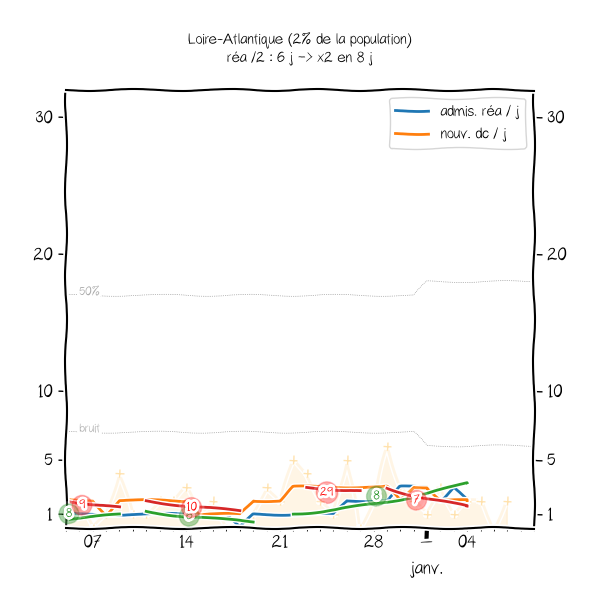 Loire-Atlantique (2% de la population)
réa /2 : 6 j -> x2 en 8 j
admis. réa / j
nouv. dc / j
30 30
20 20
50%
10 10
bruit
5 5
29
8
9 10 7
8
1 1
07 14 21 28 — 04
janv.